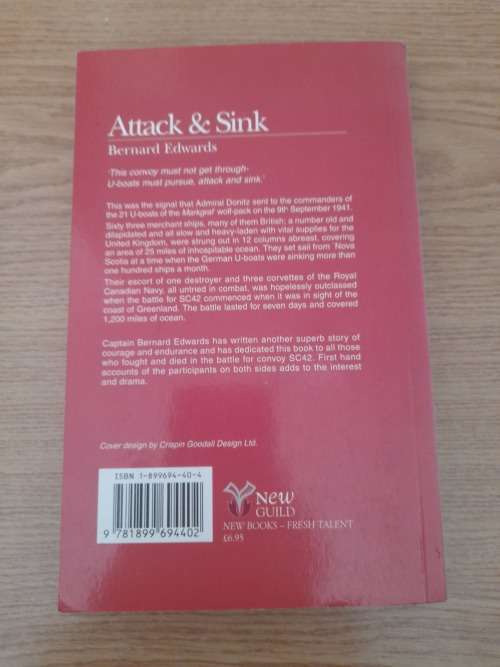 Attack & Sink
Bernard Edwards
'This convoy must not get through-
U-boats must pursue, attack and sink.'
This was the signal that Admiral Donitz sent to the commanders of
the 21 U-boats of the Markgraf wolf-pack on the 9th September 1941.
Sixty three merchant ships, many of them British; a number old and
dilapidated and all slow and heavy-laden with vital supplies for the
United Kingdom, were strung out in 12 columns abreast, covering
an area of 25 miles of inhospitable ocean. They set sail from 'Nova
Scotia at a time when the German U-boats were sinking more than
one hundred ships a month.
Their escort of one destroyer and three corvettes of the Royal
Canadian Navy, all untried in combat, was hopelessly outclassed
when the battle for SC42 commenced when it was in sight of the
coast of Greenland. The battle lasted for seven days and covered
1,200 miles of ocean.
Captain Bernard Edwards has written another superb story of
courage and endurance and has dedicated this book to all those
who fought and died in the battle for convoy SC42. First hand
accounts of the participants on both sides adds to the interest
and drama.
Cover design by Crispin Goodall Design Ltd.
ISBN 1-899694-40-4
9 781899 694402
New
GUILD
NEW BOOKS – FRESH TALENT
£6.95